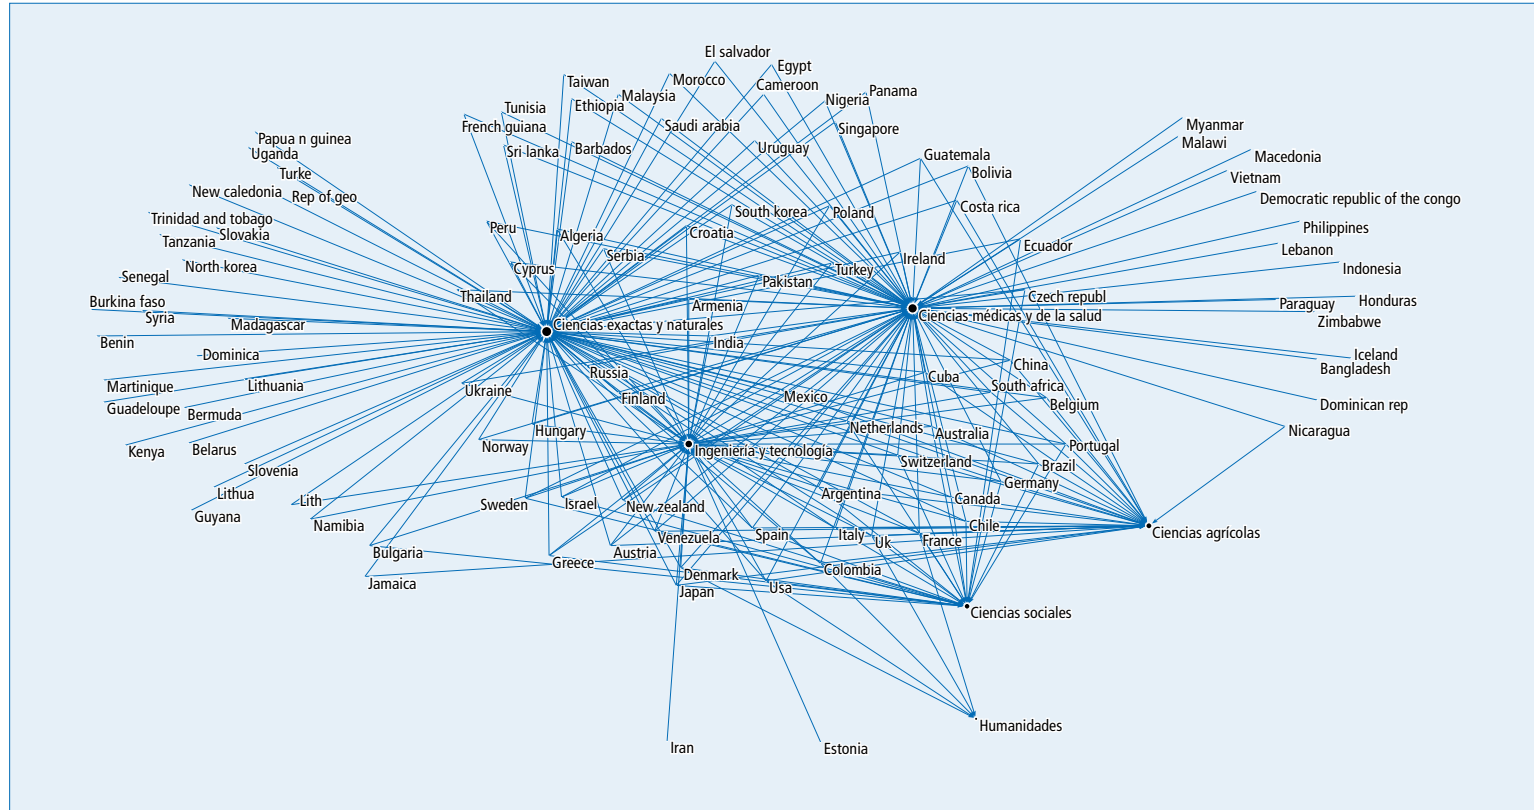 El salvador
Egypt
Taiwan
Morocco
Cameroon
Malaysia
Ethiopia
Nigeria
Panama
Tunisia
French guiana
Saudi arabia
Singapore
Myanmar
Papua n guinea
Uganda
Sri lanka
Barbados
Uruguay
Malawi
Guatemala
Macedonia
Turke
Bolivia
Vietnam
New caledonia
Rep of geo
Democratic republic of the congo
Trinidad and tobago
Slovakia
Tanzania
South korea
Poland
Costa rica
Peru
Algeria
Croatia
Philippines
Ecuador
Serbia
Ireland
Lebanon
North korea
Cyprus
Turkey
Indonesia
Senegal
Pakistan
Thailand
Czech republ
Burkina faso
Armenia
Paraguay
Honduras
Syria
Madagascar
Ciencias exactas y naturales
Ciencias médicas y de la salud
Zimbabwe
Benin
India
Dominica
Iceland
Bangladesh
China
Russia
Cuba
Martinique
Lithuania
Ukraine
Finland
Mexico
South africa
Belgium
Dominican rep
Guadeloupe
Bermuda
Hungary
Netherlands
Australia
Nicaragua
Kenya
Belarus
Norway
Ingeniería y tecnología
Portugal
Switzerland
Brazil
Slovenia
Germany
Lithua
Lith
Argentina
Canada
Guyana
Namibia
Sweden
Israel
New zealand
Chile
Venezuela
Spain
Italy
Uk
France
Ciencias agrícolas
Bulgaria
Austria
Greece
Denmark
Colombia
Jamaica
Japan
Usa
Ciencias sociales
Humanidades
Iran
Estonia